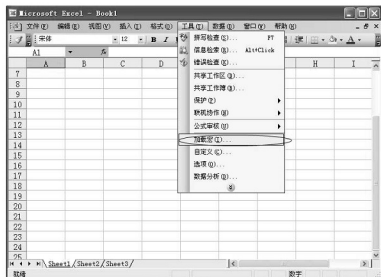 Microsoft Excel - Book1
文件(F) 编辑(E) 视图(V) 插入(I) 格式(O) 工具(T) 数据(D) 窗口(W) 帮助(H)
宋体 12 B I
A1 fx
A B C D H I
拼写检查(S)... F7
信息检索(R)... Alt+Click
错误检查(K)...
共享工作区(D)...
共享工作簿(B)...
保护(P)
联机协作(N)
公式审核(U)
加载宏(I)...
自定义(C)...
选项(O)...
数据分析(D)...
7
8
9
10
11
12
13
14
15
16
17
18
19
20
21
22
23
24
25
Sheet1 Sheet2 Sheet3
就绪 数字